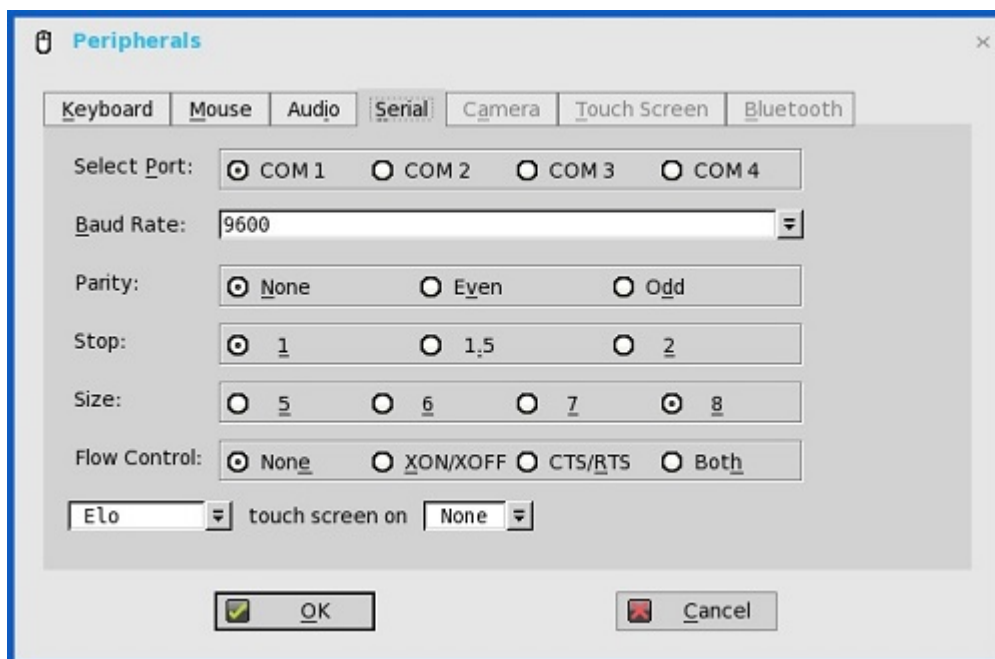 Peripherals
Keyboard Mouse Audio Serial Camera Touch Screen Bluetooth
Select Port: COM 1 COM 2 COM 3 COM 4
Baud Rate: 9600
Parity: None Even Odd
Stop: 1 1.5 2
Size: 5 6 7 8
Flow Control: None XON/XOFF CTS/RTS Both
Elo touch screen on None
OK Cancel